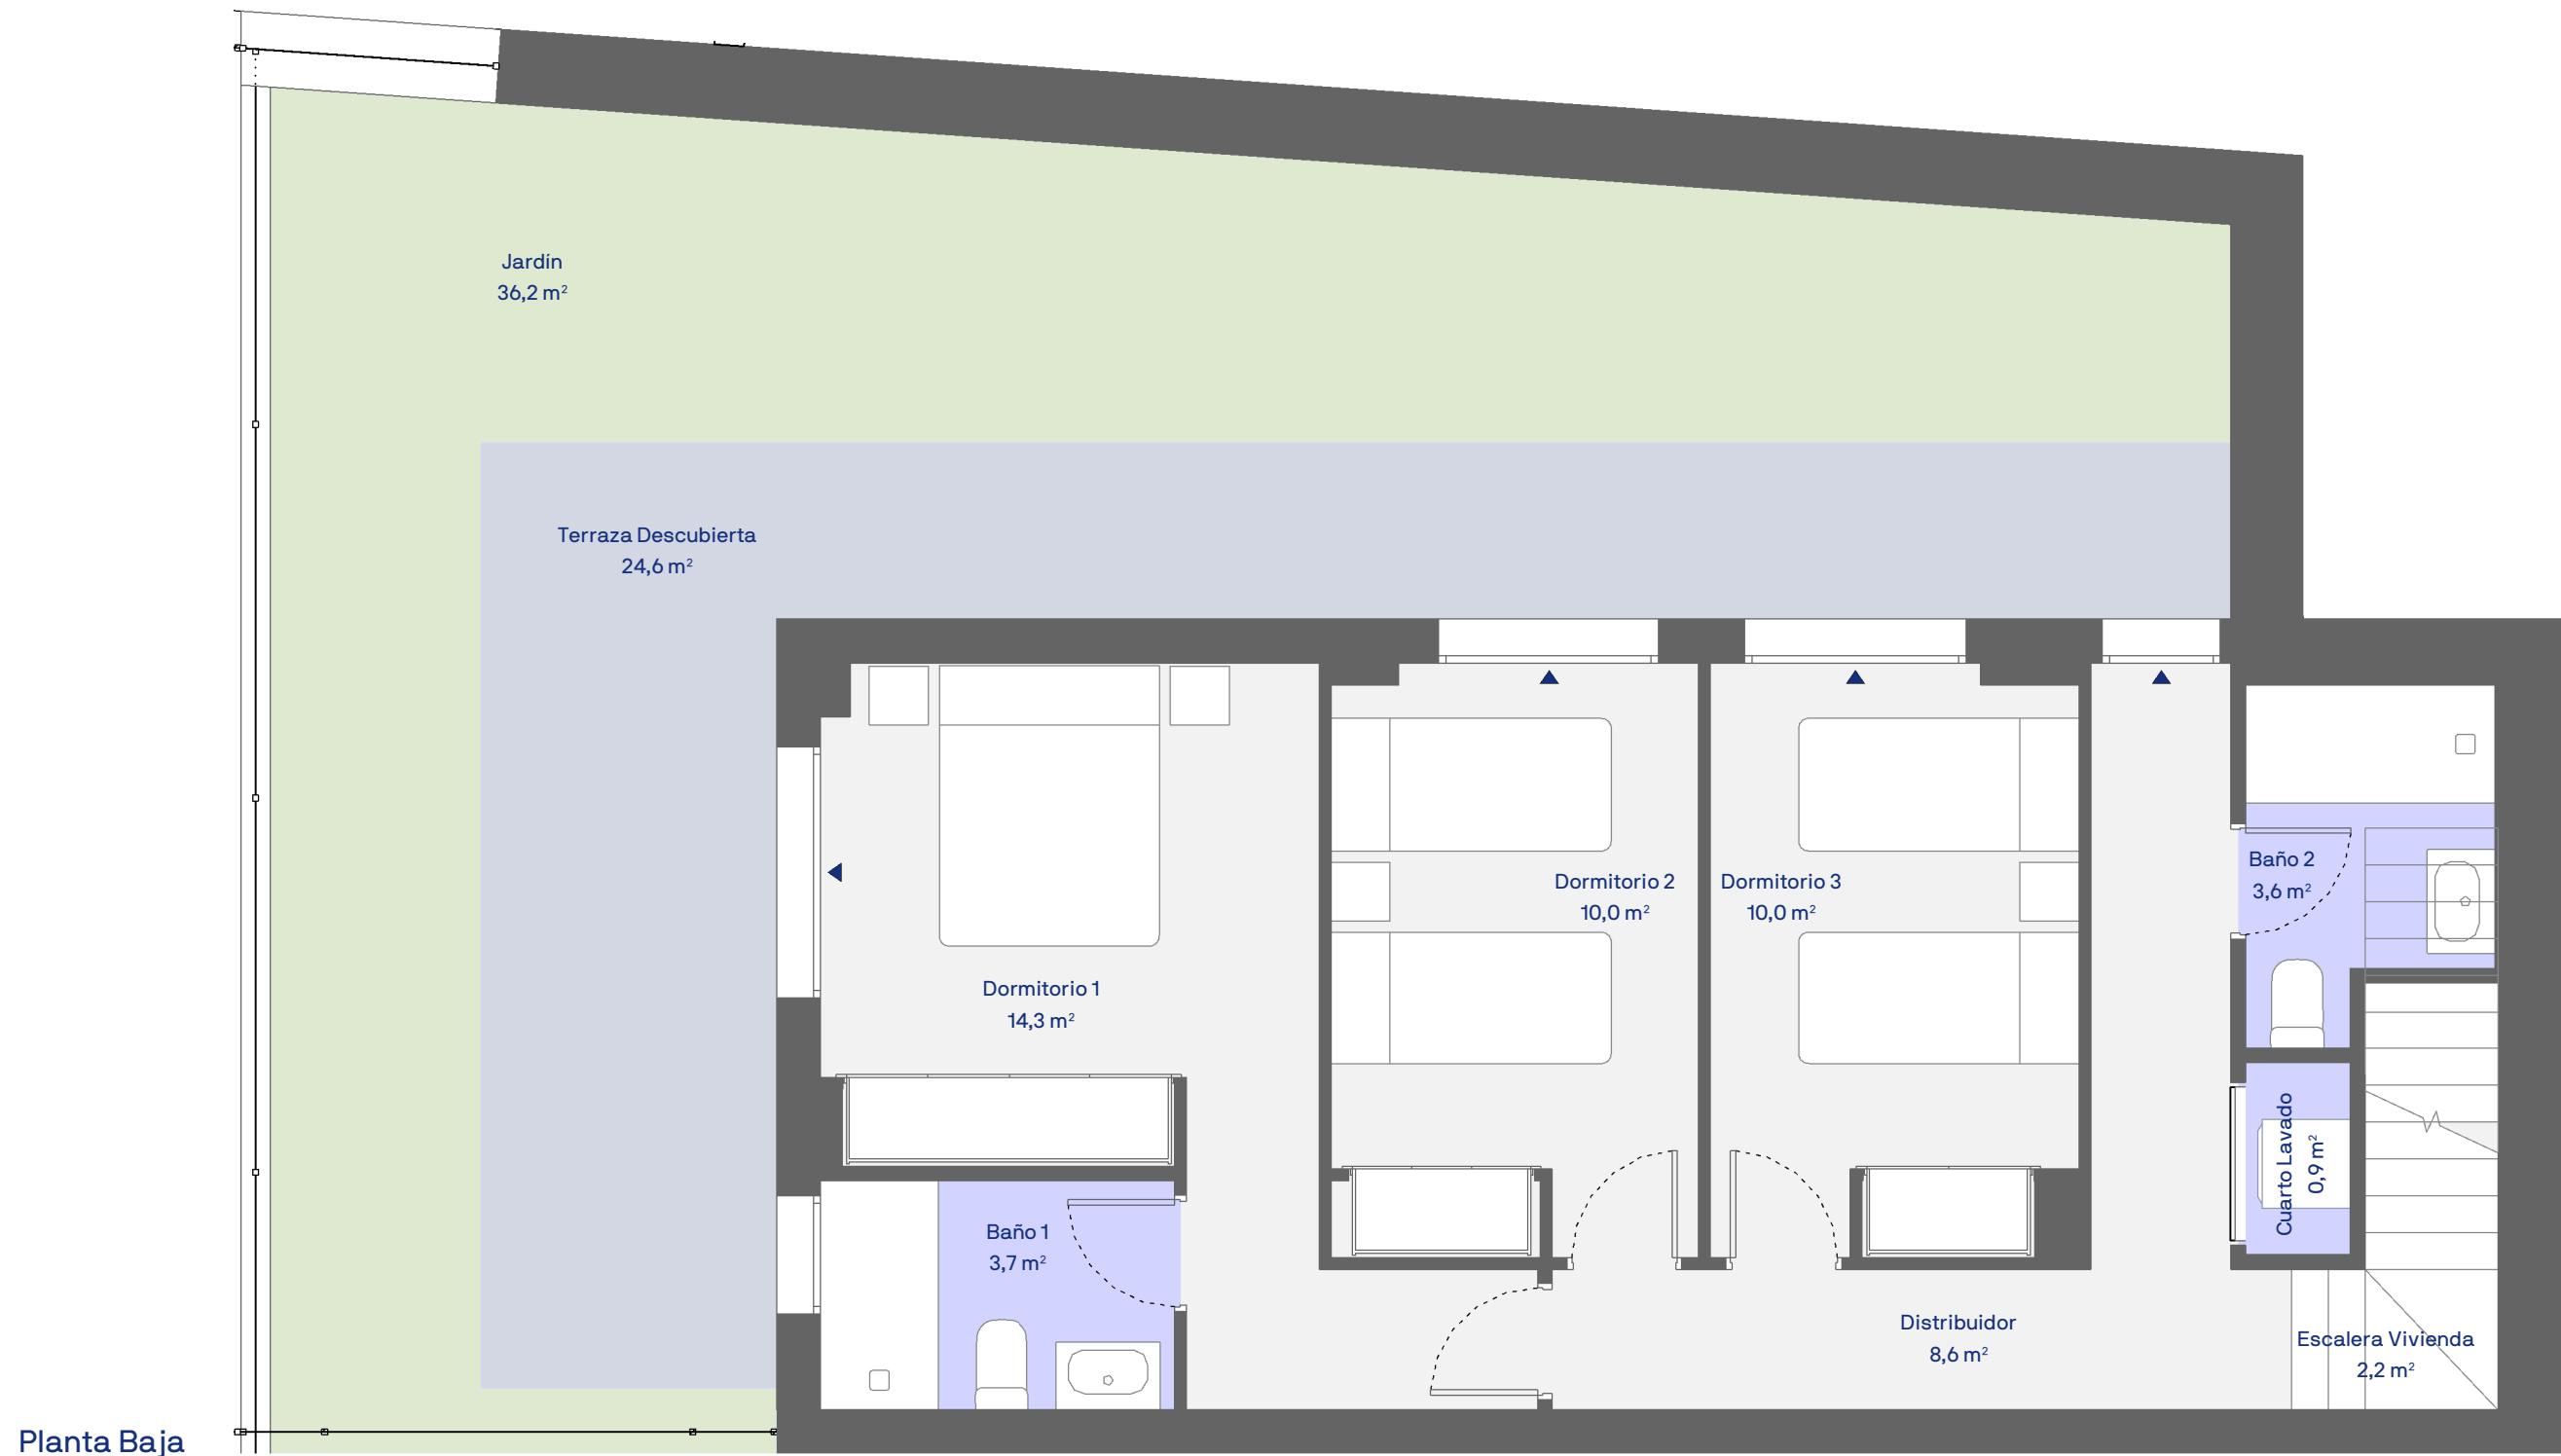 Jardín
36,2 m²
Terraza Descubierta
24,6 m²
Baño 2
3,6 m²
Dormitorio 2
10,0 m²
Dormitorio 3
10,0 m²
Dormitorio 1
14,3 m²
Cuarto Lavado
0,9 m²
Baño 1
3,7 m²
Distribuidor
8,6 m²
Escalera Vivienda
2,2 m²
Planta Baja